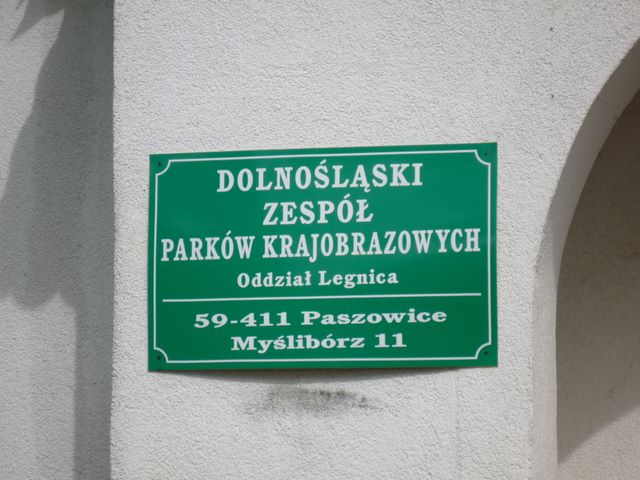 DOLNOŚLĄSKI
ZESPÓŁ
PARKÓW KRAJOBRAZOWYCH
Oddział Legnica
59-411 Paszowice
Myślibórz 11